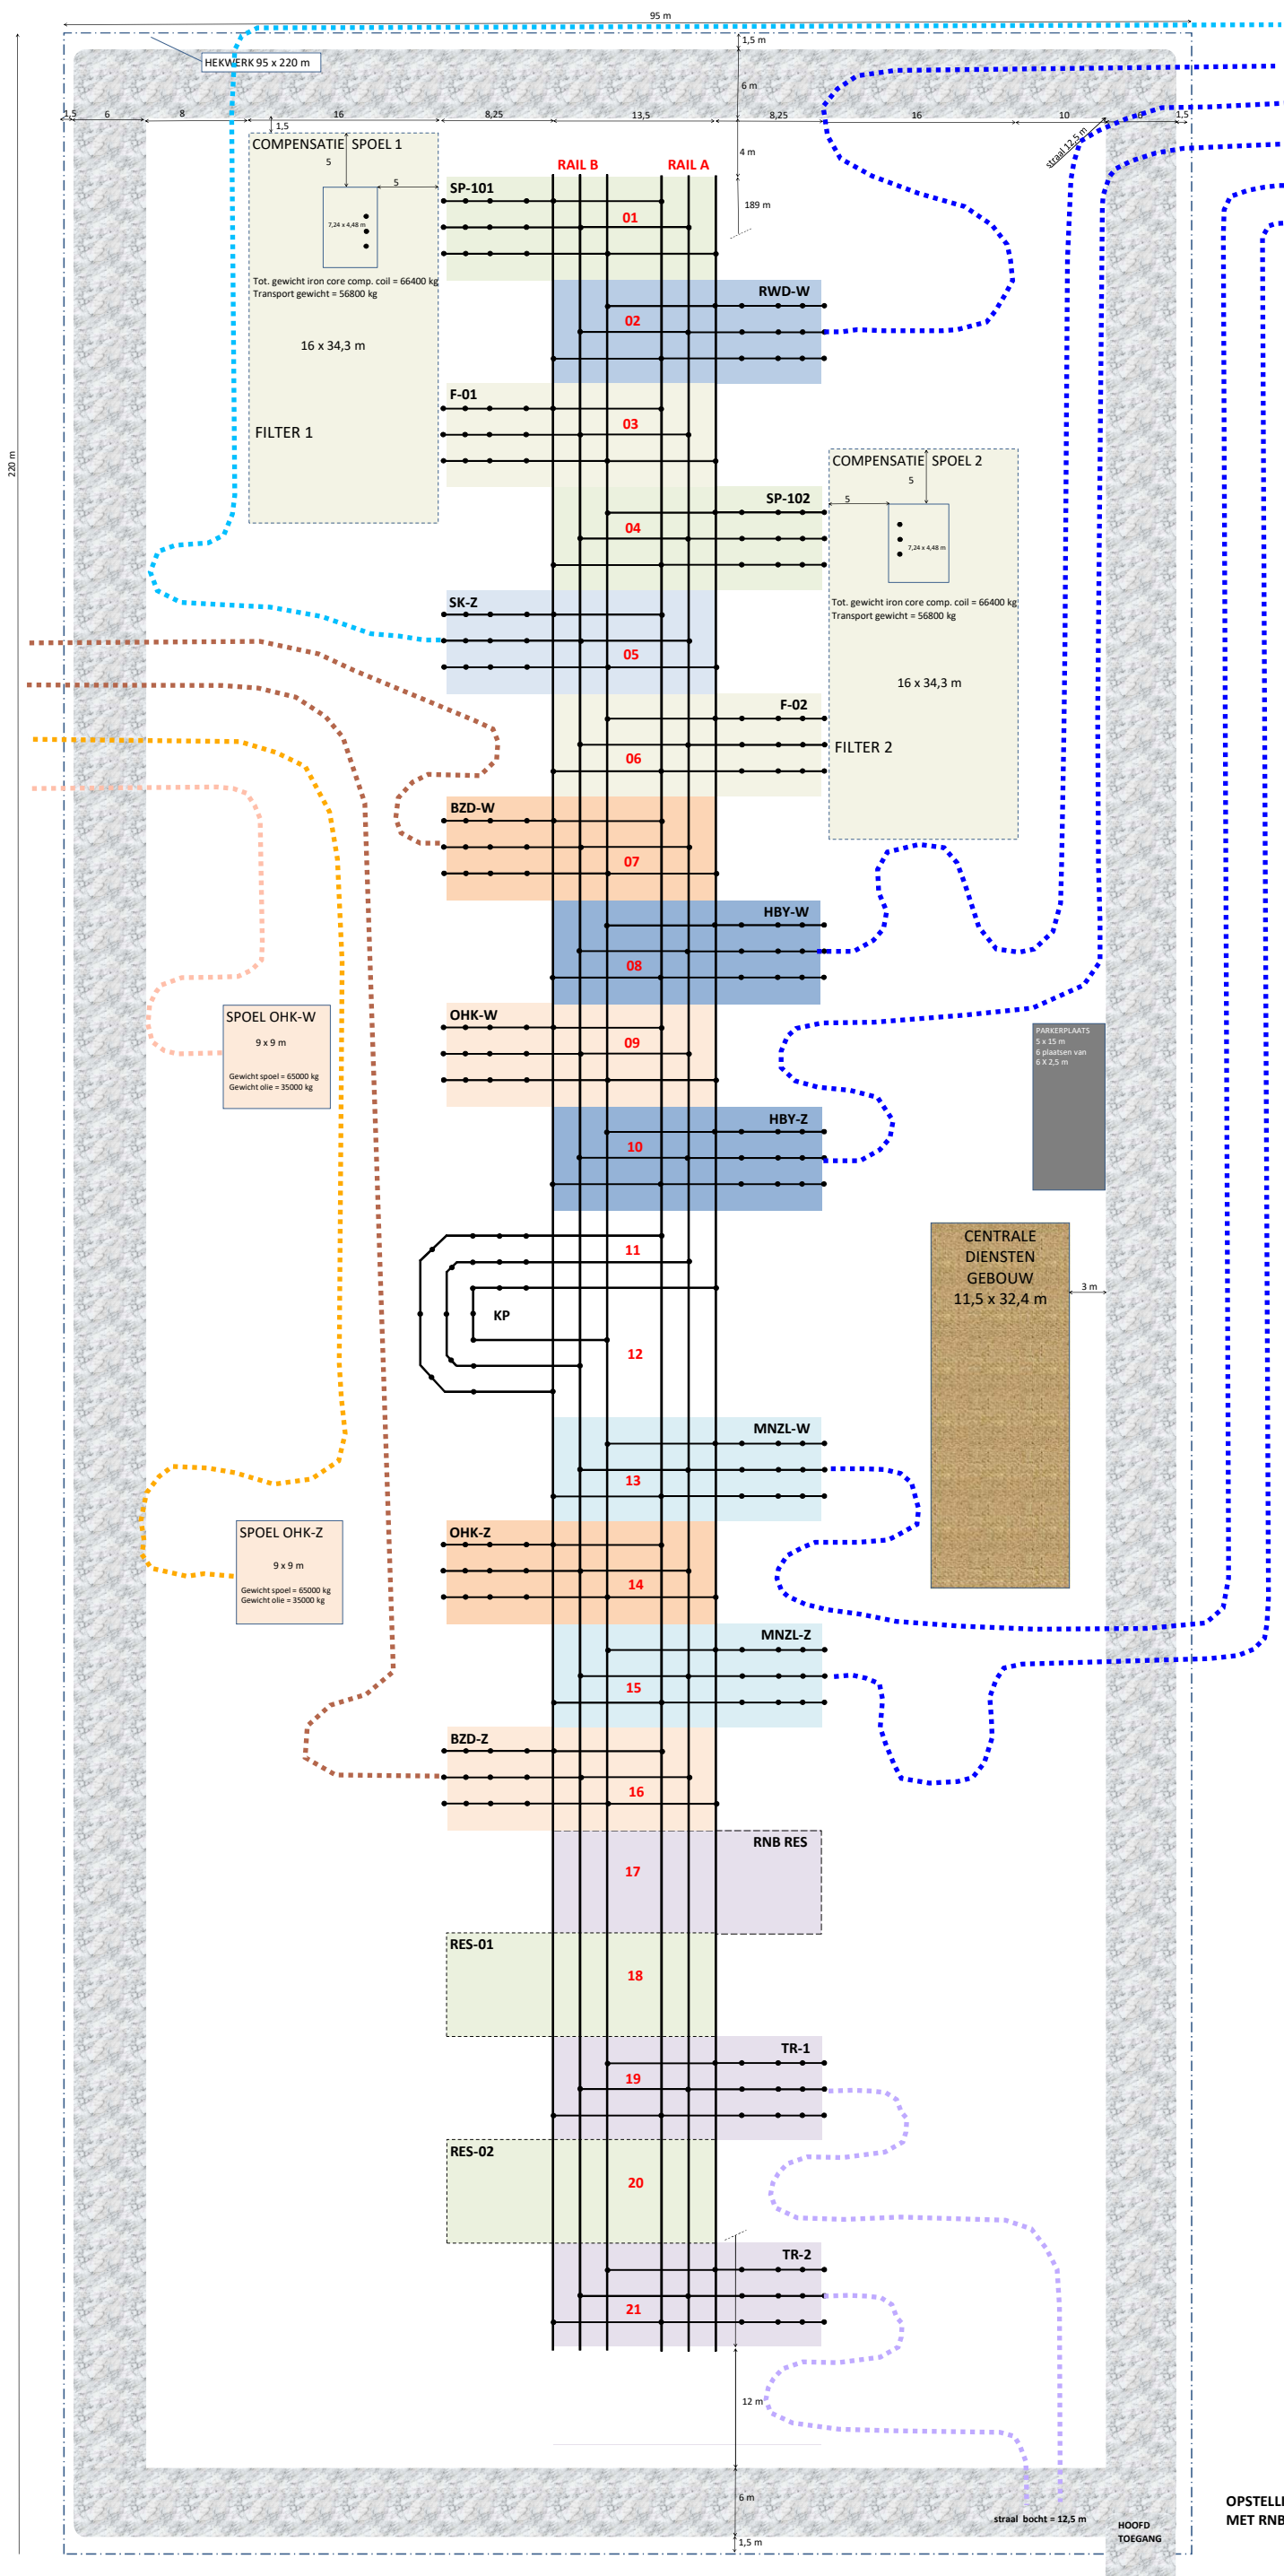 95 m
1,5 m
HEKWERK 95 x 220 m
6 m
1,5
6
8
16
8,25
13,5
8,25
16
10
1,5
1,5
straal 12,5 m
COMPENSATIE SPOEL 1
5
4 m
RAIL B
RAIL A
5
SP-101
189 m
7,24 x 4,48 m
01
Tot. gewicht iron core comp. coil = 66400 kg
Transport gewicht = 56800 kg
RWD-W
02
16 x 34,3 m
F-01
03
FILTER 1
220 m
COMPENSATIE SPOEL 2
5
SP-102
5
04
7,24 x 4,48 m
SK-Z
Tot. gewicht iron core comp. coil = 66400 kg
Transport gewicht = 56800 kg
05
16 x 34,3 m
F-02
FILTER 2
06
BZD-W
07
HBY-W
08
SPOEL OHK-W
9 x 9 m
Gewicht spoel = 65000 kg
Gewicht olie = 35000 kg
OHK-W
09
PARKERPLAATS
5 x 15 m
6 plaatsen van
6 X 2,5 m
HBY-Z
10
CENTRALE
DIENSTEN
GEBOUW
11,5 x 32,4 m
3 m
11
KP
12
MNZL-W
13
SPOEL OHK-Z
9 x 9 m
Gewicht spoel = 65000 kg
Gewicht olie = 35000 kg
OHK-Z
14
MNZL-Z
15
BZD-Z
16
RNB RES
17
RES-01
18
TR-1
19
RES-02
20
TR-2
21
12 m
6 m
straal bocht = 12,5 m
HOOFD
TOEGANG
1,5 m
MET RNB